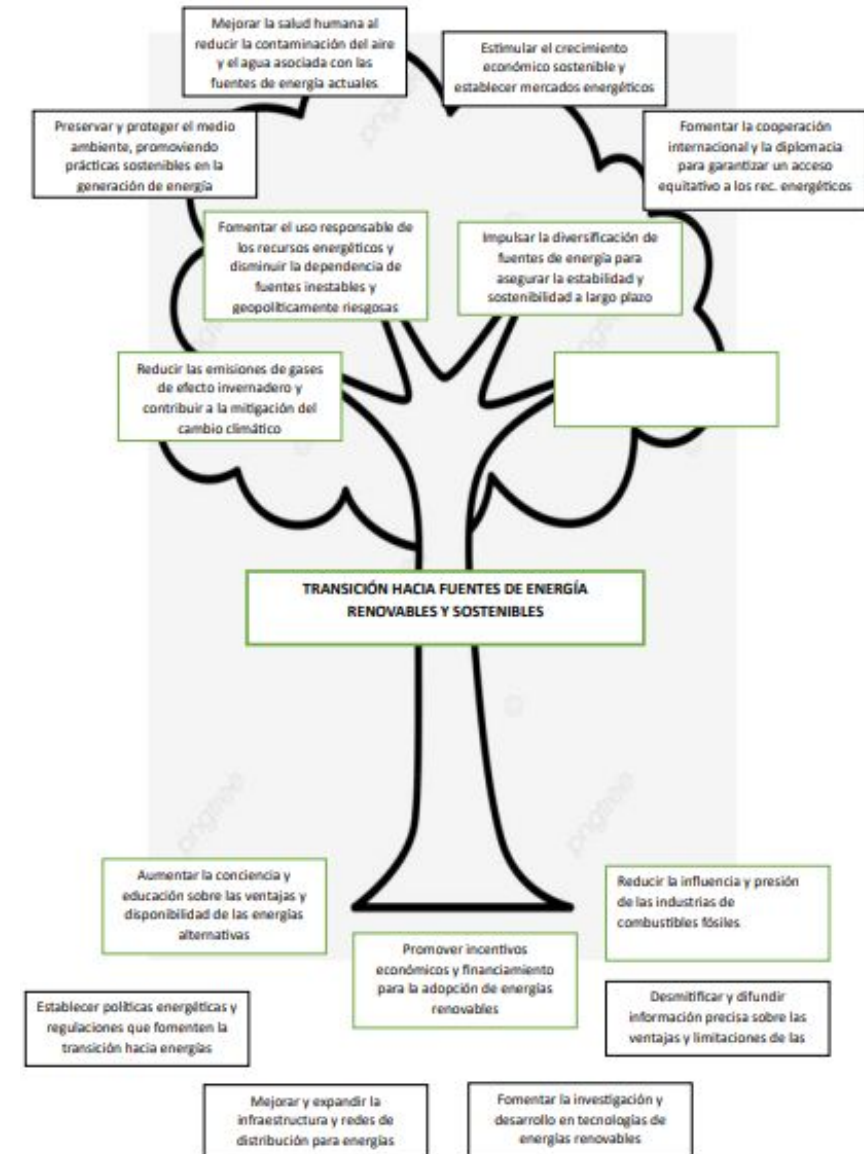 Mejorar la salud humana al
reducir la contaminación del aire
y el agua asociada con las
fuentes de energía actuales
Estimular el crecimiento
económico sostenible y
establecer mercados energéticos
Preservar y proteger el medio
ambiente, promoviendo
prácticas sostenibles en la
generación de energía
Fomentar la cooperación
internacional y la diplomacia
para garantizar un acceso
equitativo a los rec. energéticos
Fomentar el uso responsable de
los recursos energéticos y
disminuir la dependencia de
fuentes inestables y
geopolíticamente riesgosas
Impulsar la diversificación de
fuentes de energía para
asegurar la estabilidad y
sostenibilidad a largo plazo
Reducir las emisiones de gases
de efecto invernadero y
contribuir a la mitigación del
cambio climático
TRANSICIÓN HACIA FUENTES DE ENERGÍA
RENOVABLES Y SOSTENIBLES
Aumentar la conciencia y
educación sobre las ventajas y
disponibilidad de las energías
alternativas
Reducir la influencia y presión
de las industrias de
combustibles fósiles
Promover incentivos
económicos y financiamiento
para la adopción de energías
renovables
Establecer políticas energéticas y
regulaciones que fomenten la
transición hacia energías
Desmitificar y difundir
información precisa sobre las
ventajas y limitaciones de las
Mejorar y expandir la
infraestructura y redes de
distribución para energías
Fomentar la investigación y
desarrollo en tecnologías de
energías renovables
pngtree
pngtree
pngtree